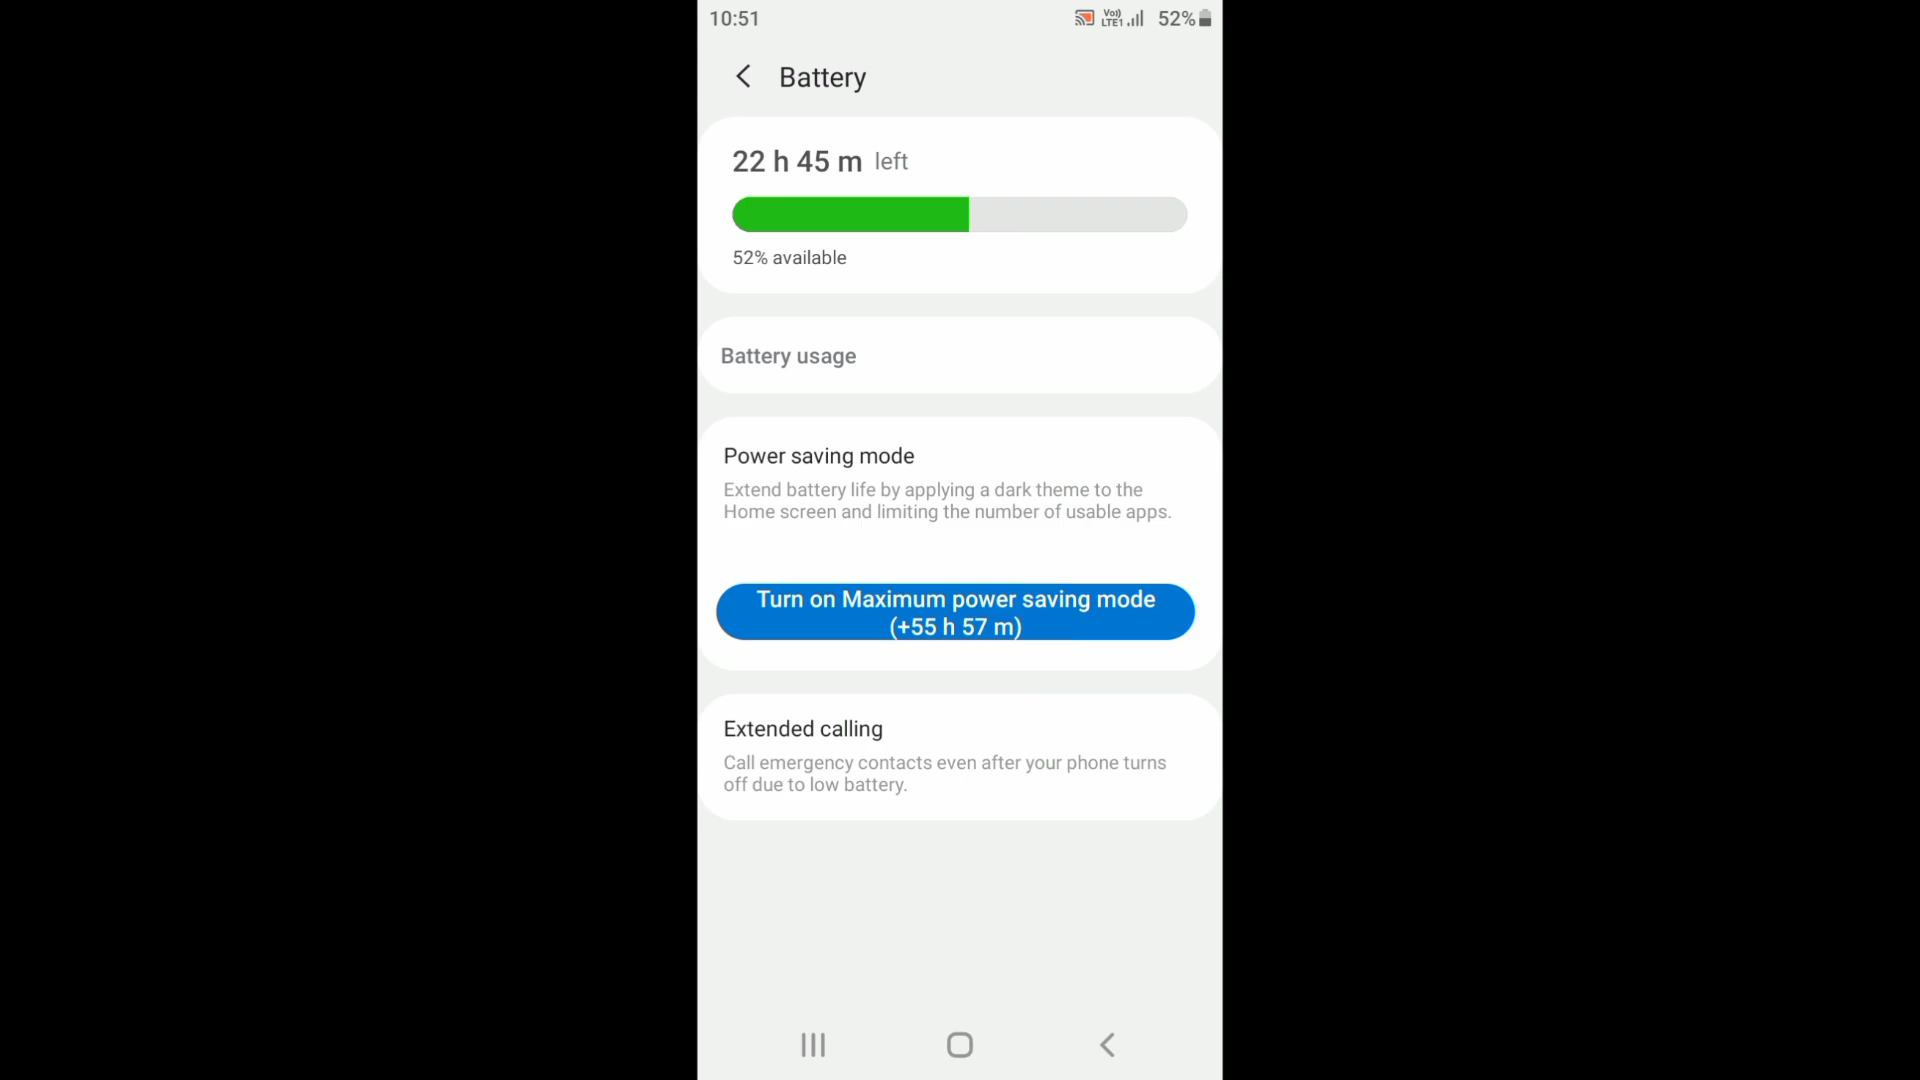 10:51
Vo)) LTE1 52%
Battery
22 h 45 m left
52% available
Battery usage
Power saving mode
Extend battery life by applying a dark theme to the
Home screen and limiting the number of usable apps.
Turn on Maximum power saving mode
(+55 h 57 m)
Extended calling
Call emergency contacts even after your phone turns
off due to low battery.